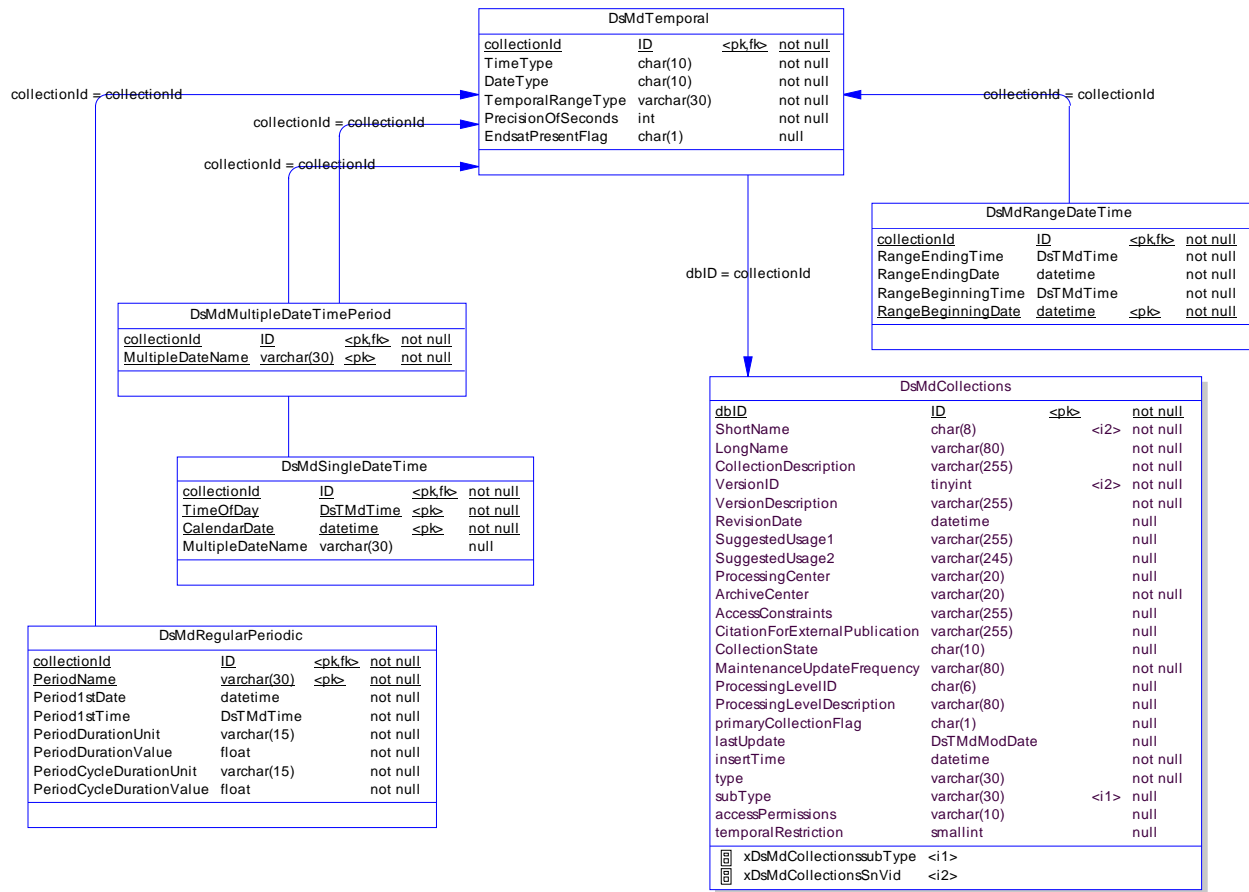 DsMdTemporal
collectionId ID <pk,fk> not null
TimeType char(10) not null
DateType char(10) not null
TemporalRangeType varchar(30) not null
PrecisionOfSeconds int not null
EndsatPresentFlag char(1) null
collectionId = collectionId
collectionId = collectionId
collectionId = collectionId
collectionId = collectionId
DsMdRangeDateTime
collectionId ID <pk,fk> not null
RangeEndingTime DsTMdTime not null
RangeEndingDate datetime not null
RangeBeginningTime DsTMdTime not null
RangeBeginningDate datetime <pk> not null
dbID = collectionId
DsMdMultipleDateTimePeriod
collectionId ID <pk,fk> not null
MultipleDateName varchar(30) <pk> not null
DsMdSingleDateTime
collectionId ID <pk,fk> not null
TimeOfDay DsTMdTime <pk> not null
CalendarDate datetime <pk> not null
MultipleDateName varchar(30) null
DsMdRegularPeriodic
collectionId ID <pk,fk> not null
PeriodName varchar(30) <pk> not null
Period1stDate datetime not null
Period1stTime DsTMdTime not null
PeriodDurationUnit varchar(15) not null
PeriodDurationValue float not null
PeriodCycleDurationUnit varchar(15) not null
PeriodCycleDurationValue float not null
DsMdCollections
dbID ID <pk> not null
ShortName char(8) <i2> not null
LongName varchar(80) not null
CollectionDescription varchar(255) not null
VersionID tinyint <i2> not null
VersionDescription varchar(255) not null
RevisionDate datetime null
SuggestedUsage1 varchar(255) null
SuggestedUsage2 varchar(245) null
ProcessingCenter varchar(20) null
ArchiveCenter varchar(20) not null
AccessConstraints varchar(255) null
CitationForExternalPublication varchar(255) null
CollectionState char(10) null
MaintenanceUpdateFrequency varchar(80) not null
ProcessingLevelID char(6) null
ProcessingLevelDescription varchar(80) null
primaryCollectionFlag char(1) null
lastUpdate DsTMdModDate null
insertTime datetime not null
type varchar(30) not null
subType varchar(30) <i1> null
accessPermissions varchar(10) null
temporalRestriction smallint null
xDsMdCollectionssubType <i1>
xDsMdCollectionsSnVid <i2>